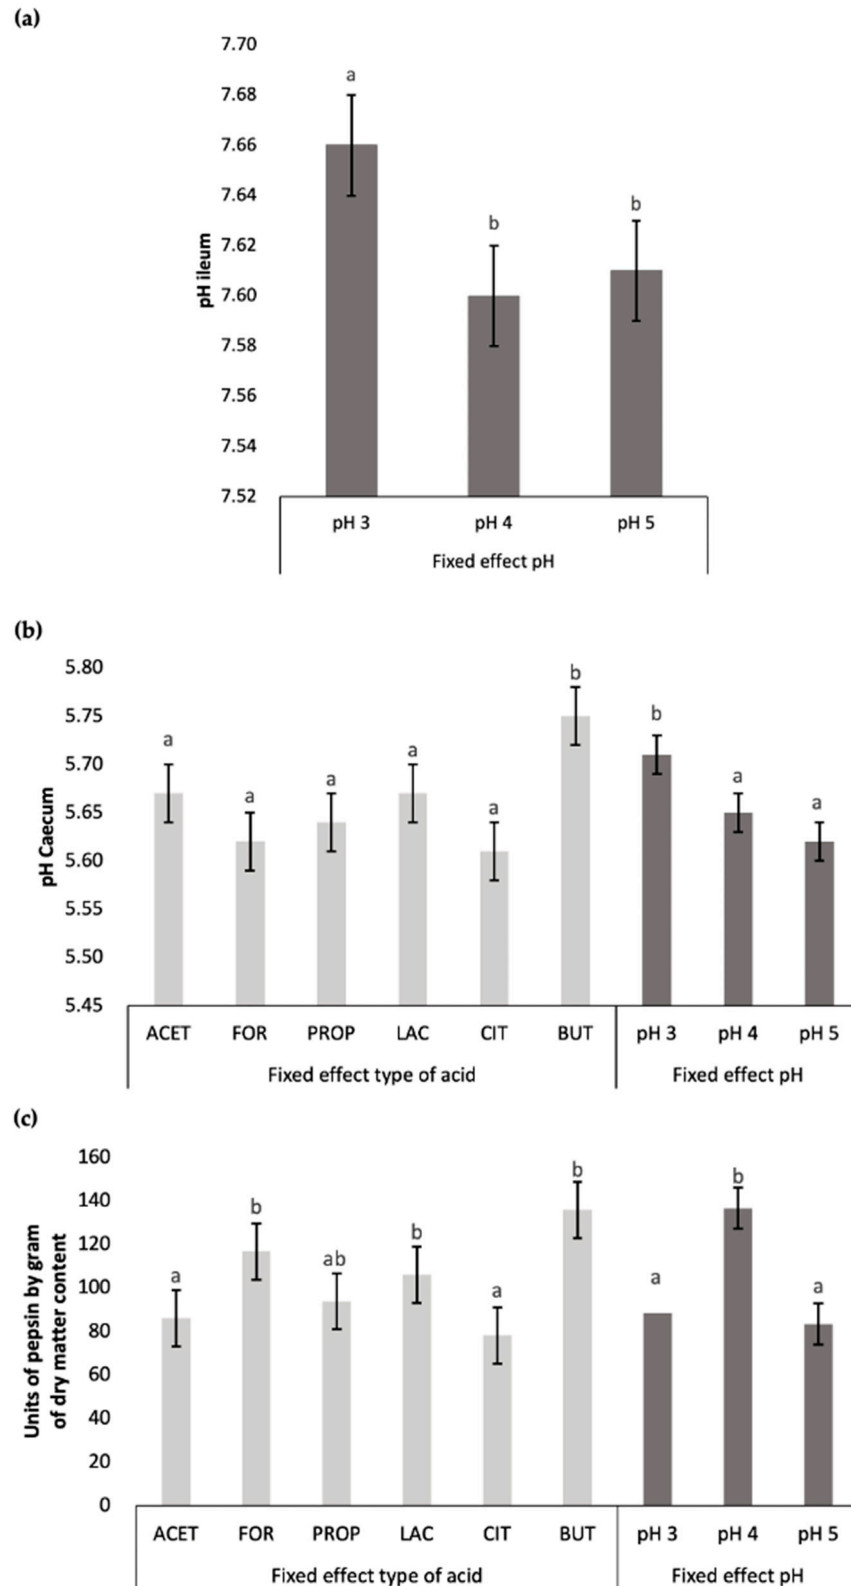 (a)
7.70
a
7.68
7.66
7.64
b
b
7.62
7.60
7.58
7.56
7.54
7.52
pH ileum
pH 3 pH 4 pH 5
Fixed effect pH
(b)
5.80
b
5.75
a
b
5.70
a
a
a
a
a
a
5.65
5.60
5.55
5.50
5.45
pH Caecum
ACET FOR PROP LAC CIT BUT pH 3 pH 4 pH 5
Fixed effect type of acid Fixed effect pH
(c)
160
b
b
140
b
120
b
ab
a
a
a
a
100
80
60
40
20
0
Units of pepsin by gram
of dry matter content
ACET FOR PROP LAC CIT BUT pH 3 pH 4 pH 5
Fixed effect type of acid Fixed effect pH